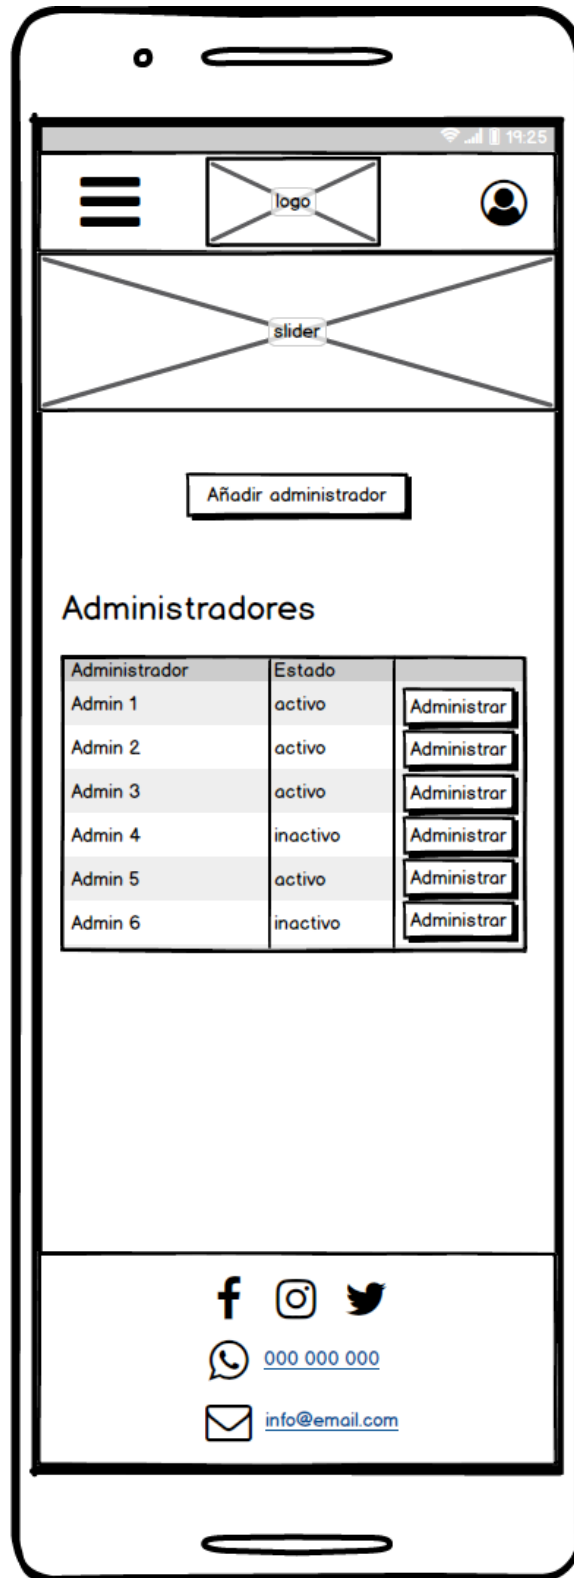 19:25
logo
slider
Añadir administrador
Administradores
Administrador Estado
Admin 1 activo Administrar
Admin 2 activo Administrar
Admin 3 activo Administrar
Admin 4 inactivo Administrar
Admin 5 activo Administrar
Admin 6 inactivo Administrar
000 000 000
info@email.com